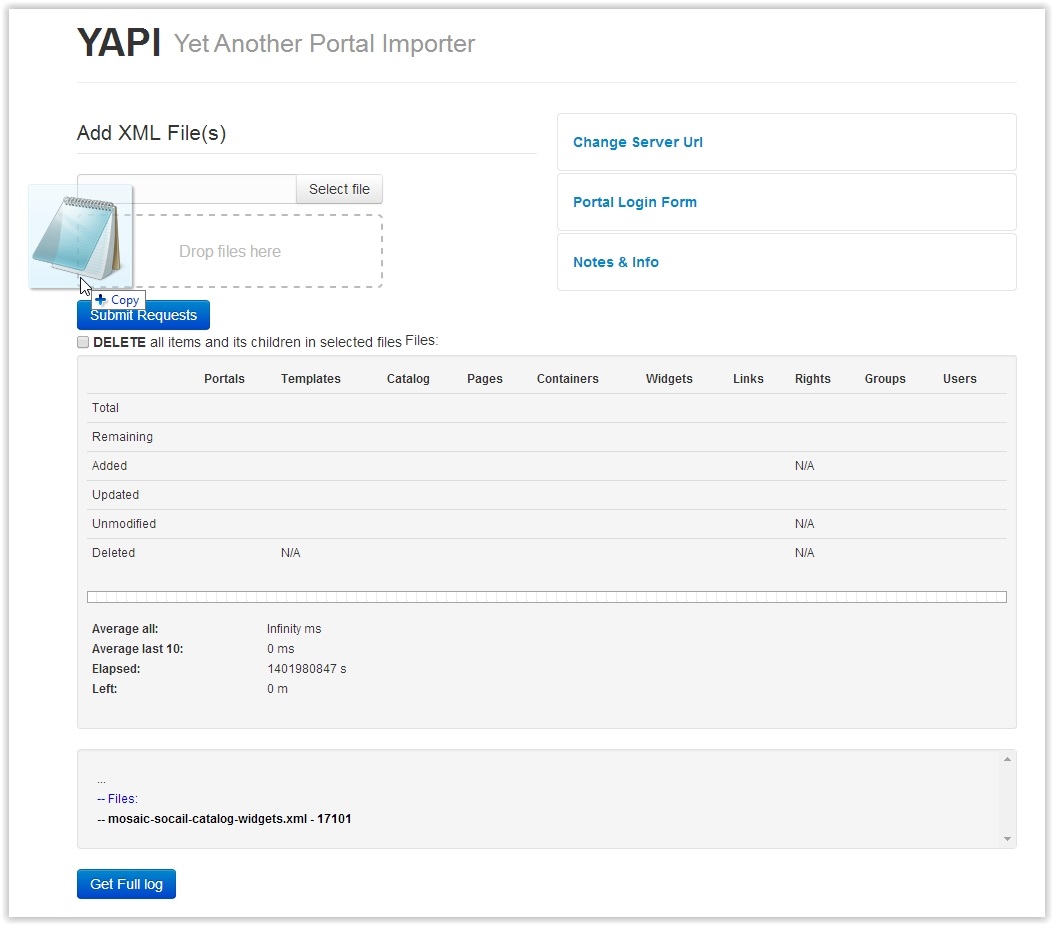 YAPI Yet Another Portal Importer
Add XML File(s)
Select file
Drop files here
Copy
Submit Requests
DELETE all items and its children in selected files Files:
Change Server Url
Portal Login Form
Notes & Info
Portals Templates Catalog Pages Containers Widgets Links Rights Groups Users
Total
Remaining
Added N/A
Updated
Unmodified N/A
Deleted N/A N/A
Average all: Infinity ms
Average last 10: 0 ms
Elapsed: 1401980847 s
Left: 0 m
...
-- Files:
-- mosaic-socail-catalog-widgets.xml - 17101
Get Full log